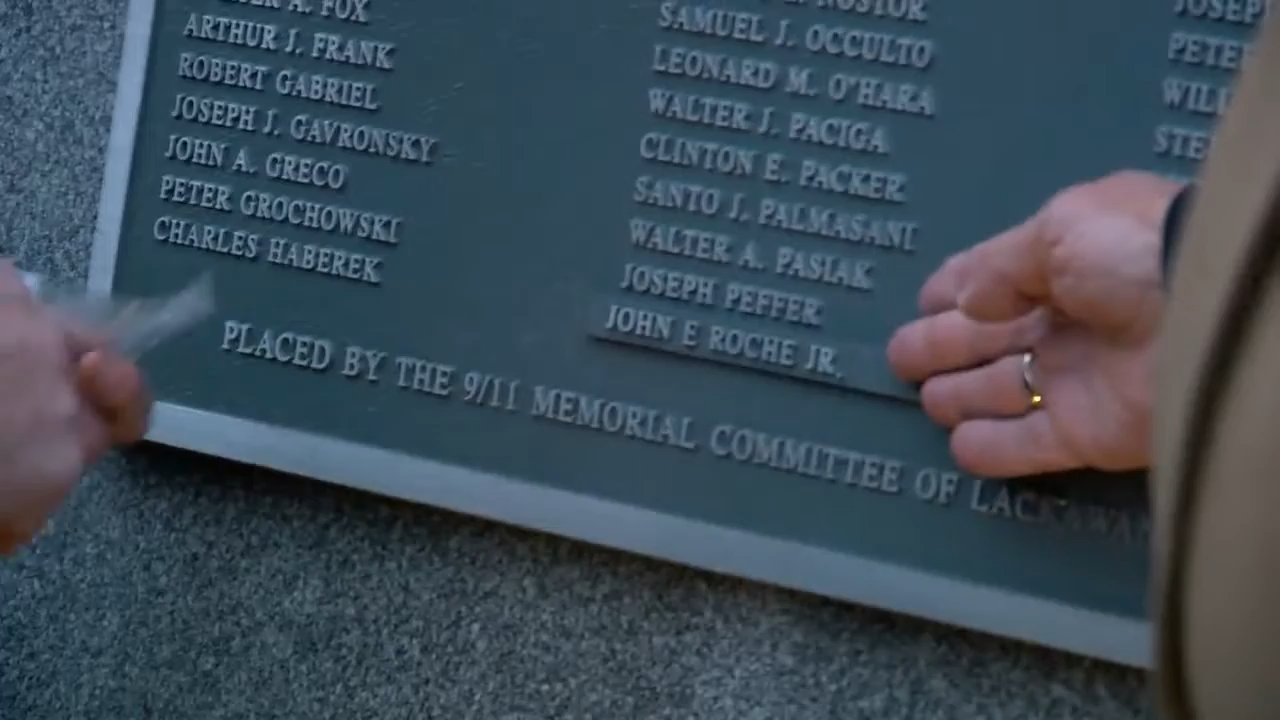 A. FOX
ARTHUR J. FRANK
ROBERT GABRIEL
JOSEPH J. GAVRONSKY
JOHN A. GRECO
PETER GROCHOWSKI
CHARLES HABEREK
SAMUEL J. OCCULTO
LEONARD M. O'HARA
WALTER J. PACIGA
CLINTON E. PACKER
SANTO J. PALMASANI
WALTER A. PASIAK
JOSEPH PEFFER
JOHN E ROCHE JR.
PLACED BY THE 9/11 MEMORIAL COMMITTEE OF